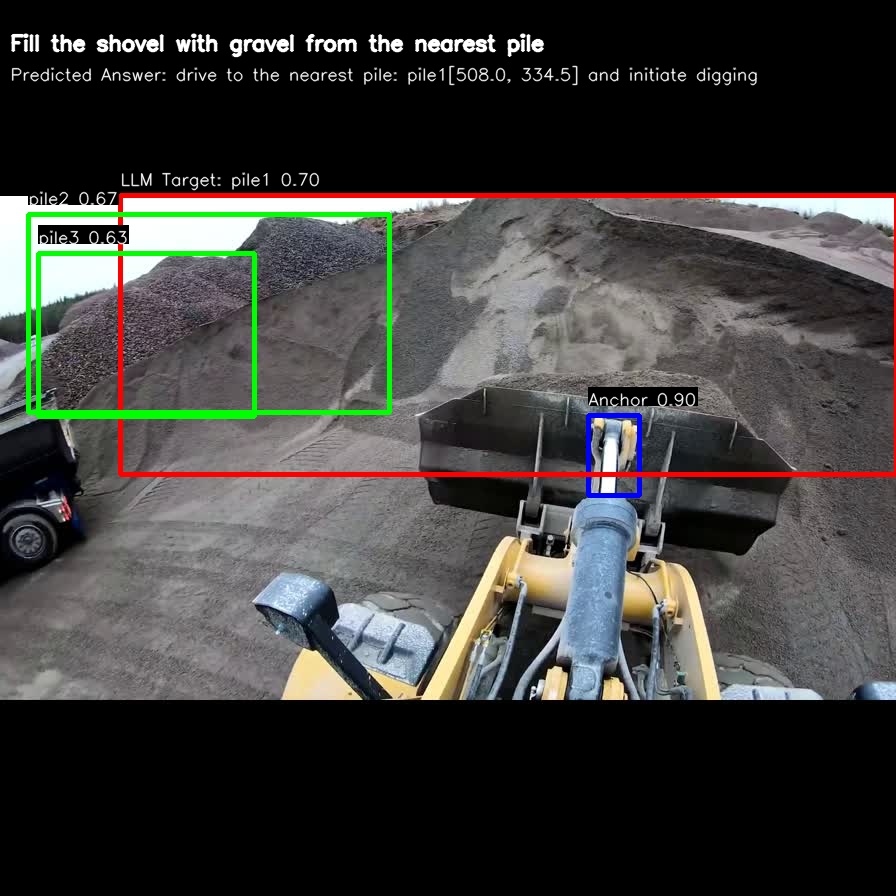 Fill the shovel with gravel from the nearest pile
Predicted Answer: drive to the nearest pile: pile1[508.0, 334.5] and initiate digging
LLM Target: pile1 0.70
pile2 0.67
pile3 0.63
Anchor 0.90